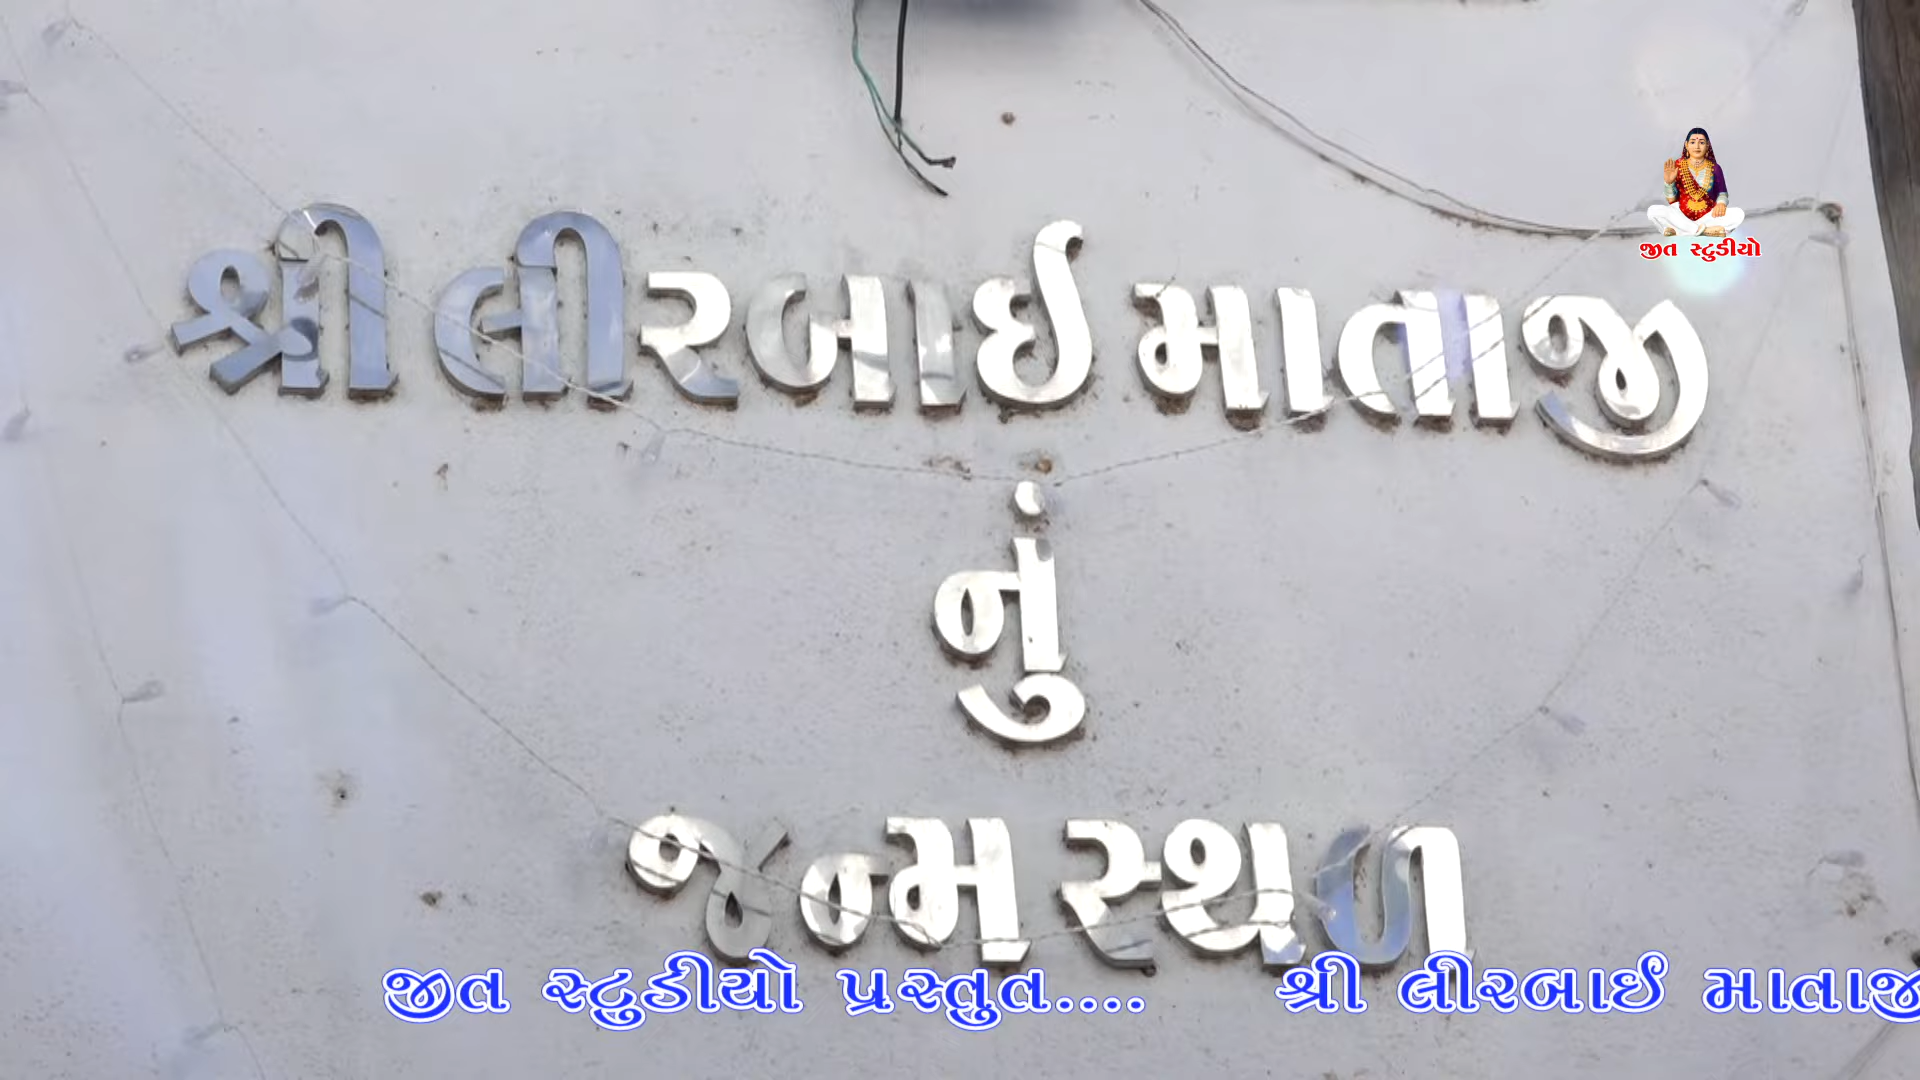 જીત સ્ટુડીયો
શ્રી લીરબાઈ માતાજી
નું
જન્મ સ્થળ
જીત સ્ટુડીયો પ્રસ્તુત.... શ્રી લીરબાઈ માતાજી